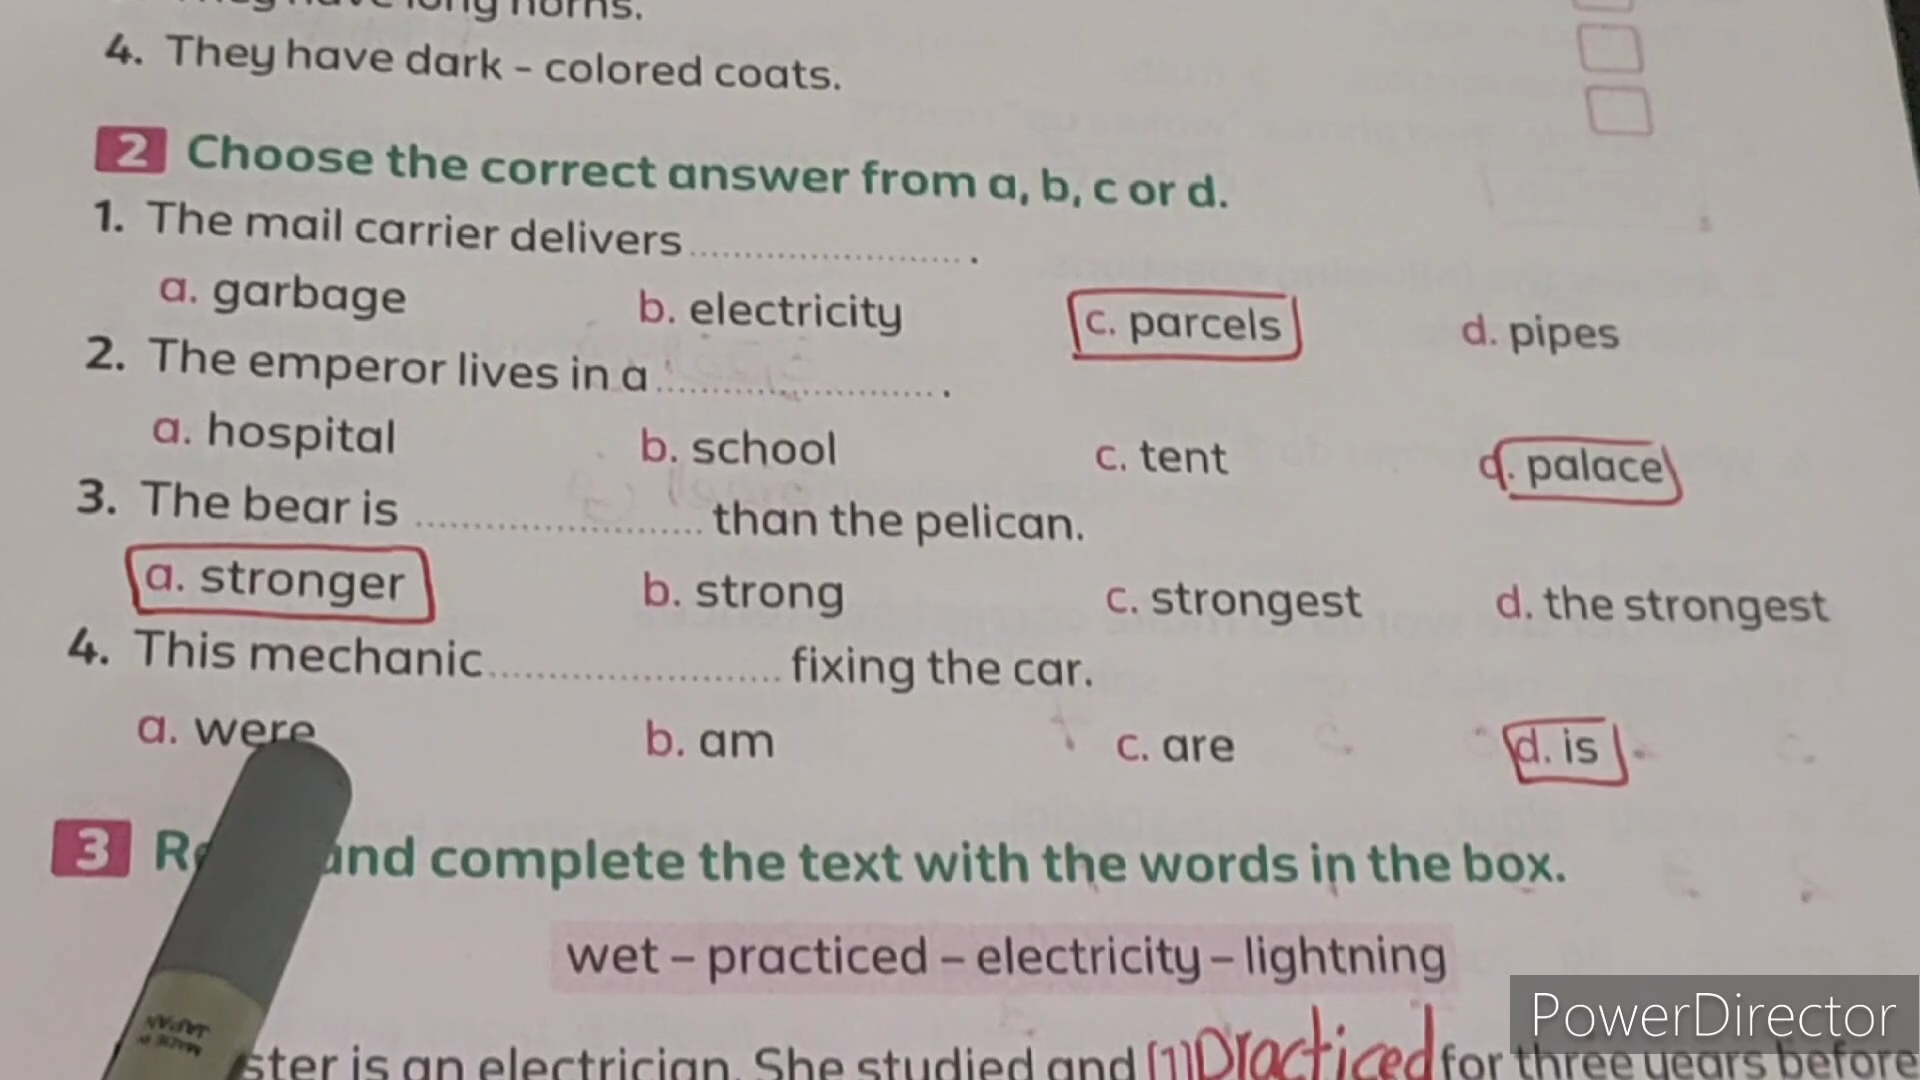 have long horns.
4. They have dark - colored coats.
2 Choose the correct answer from a, b, c or d.
1. The mail carrier delivers .................... .
a. garbage b. electricity c. parcels d. pipes
2. The emperor lives in a .................... .
a. hospital b. school c. tent d. palace
3. The bear is .................... than the pelican.
a. stronger b. strong c. strongest d. the strongest
4. This mechanic .................... fixing the car.
a. were b. am c. are d. is
3 and complete the text with the words in the box.
wet – practiced – electricity – lightning
PowerDirector
is an electrician. She studied and (1) Practiced for three years before